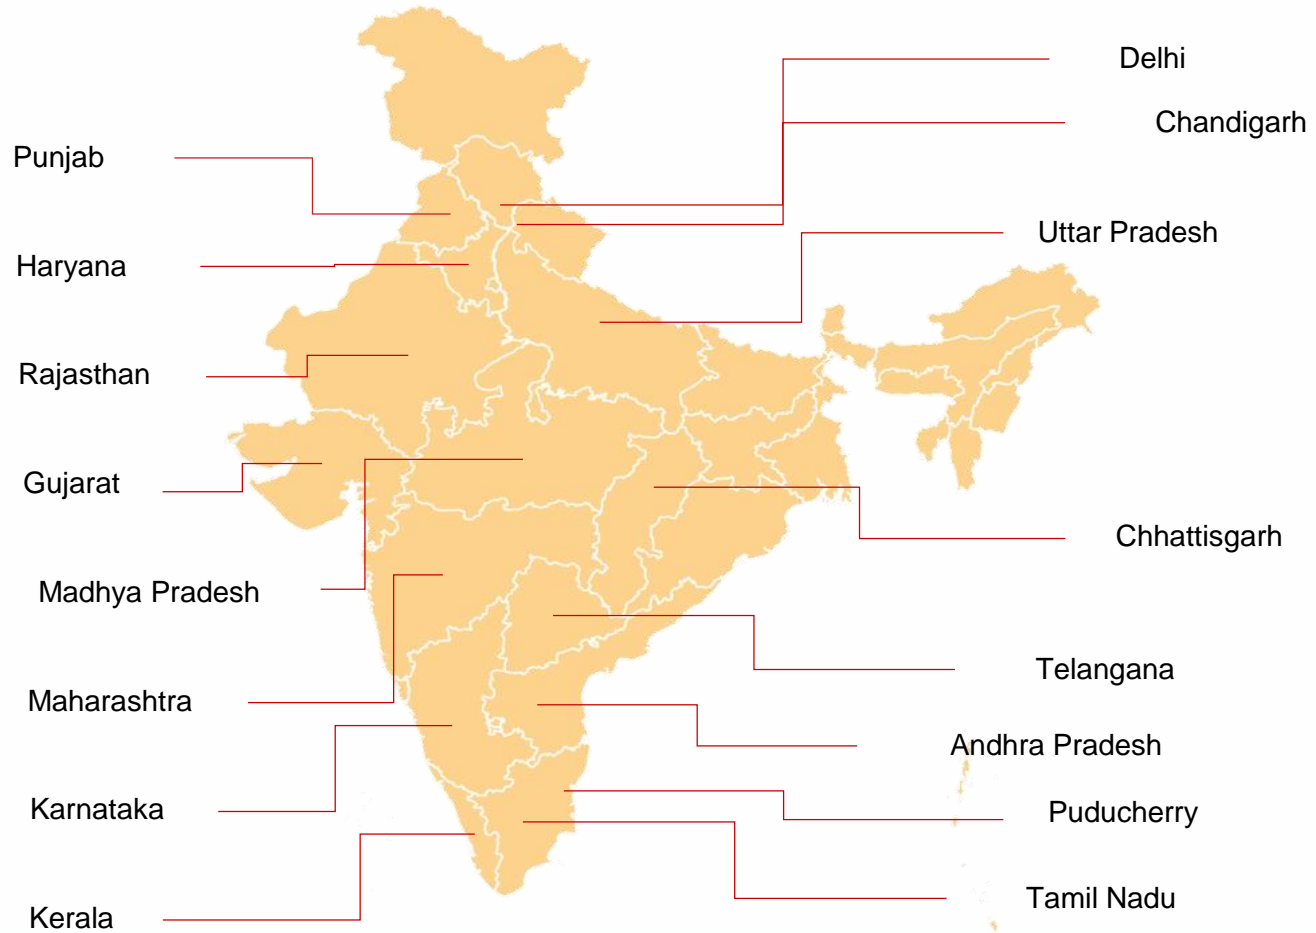 Delhi
Chandigarh
Punjab
Uttar Pradesh
Haryana
Rajasthan
Gujarat
Chhattisgarh
Madhya Pradesh
Telangana
Maharashtra
Andhra Pradesh
Karnataka
Puducherry
Tamil Nadu
Kerala